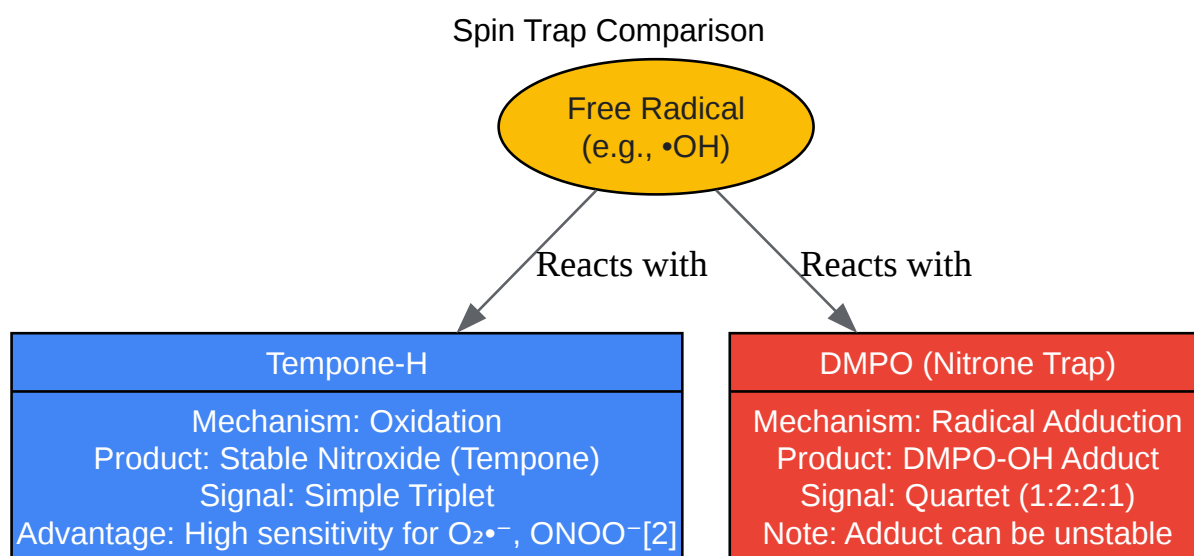 Spin Trap Comparison
Free Radical
(e.g., •OH)
Reacts with
Reacts with
Tempone-H
Mechanism: Oxidation
Product: Stable Nitroxide (Tempone)
Signal: Simple Triplet
Advantage: High sensitivity for O₂•⁻, ONOO⁻[2]
DMPO (Nitrone Trap)
Mechanism: Radical Adduction
Product: DMPO-OH Adduct
Signal: Quartet (1:2:2:1)
Note: Adduct can be unstable